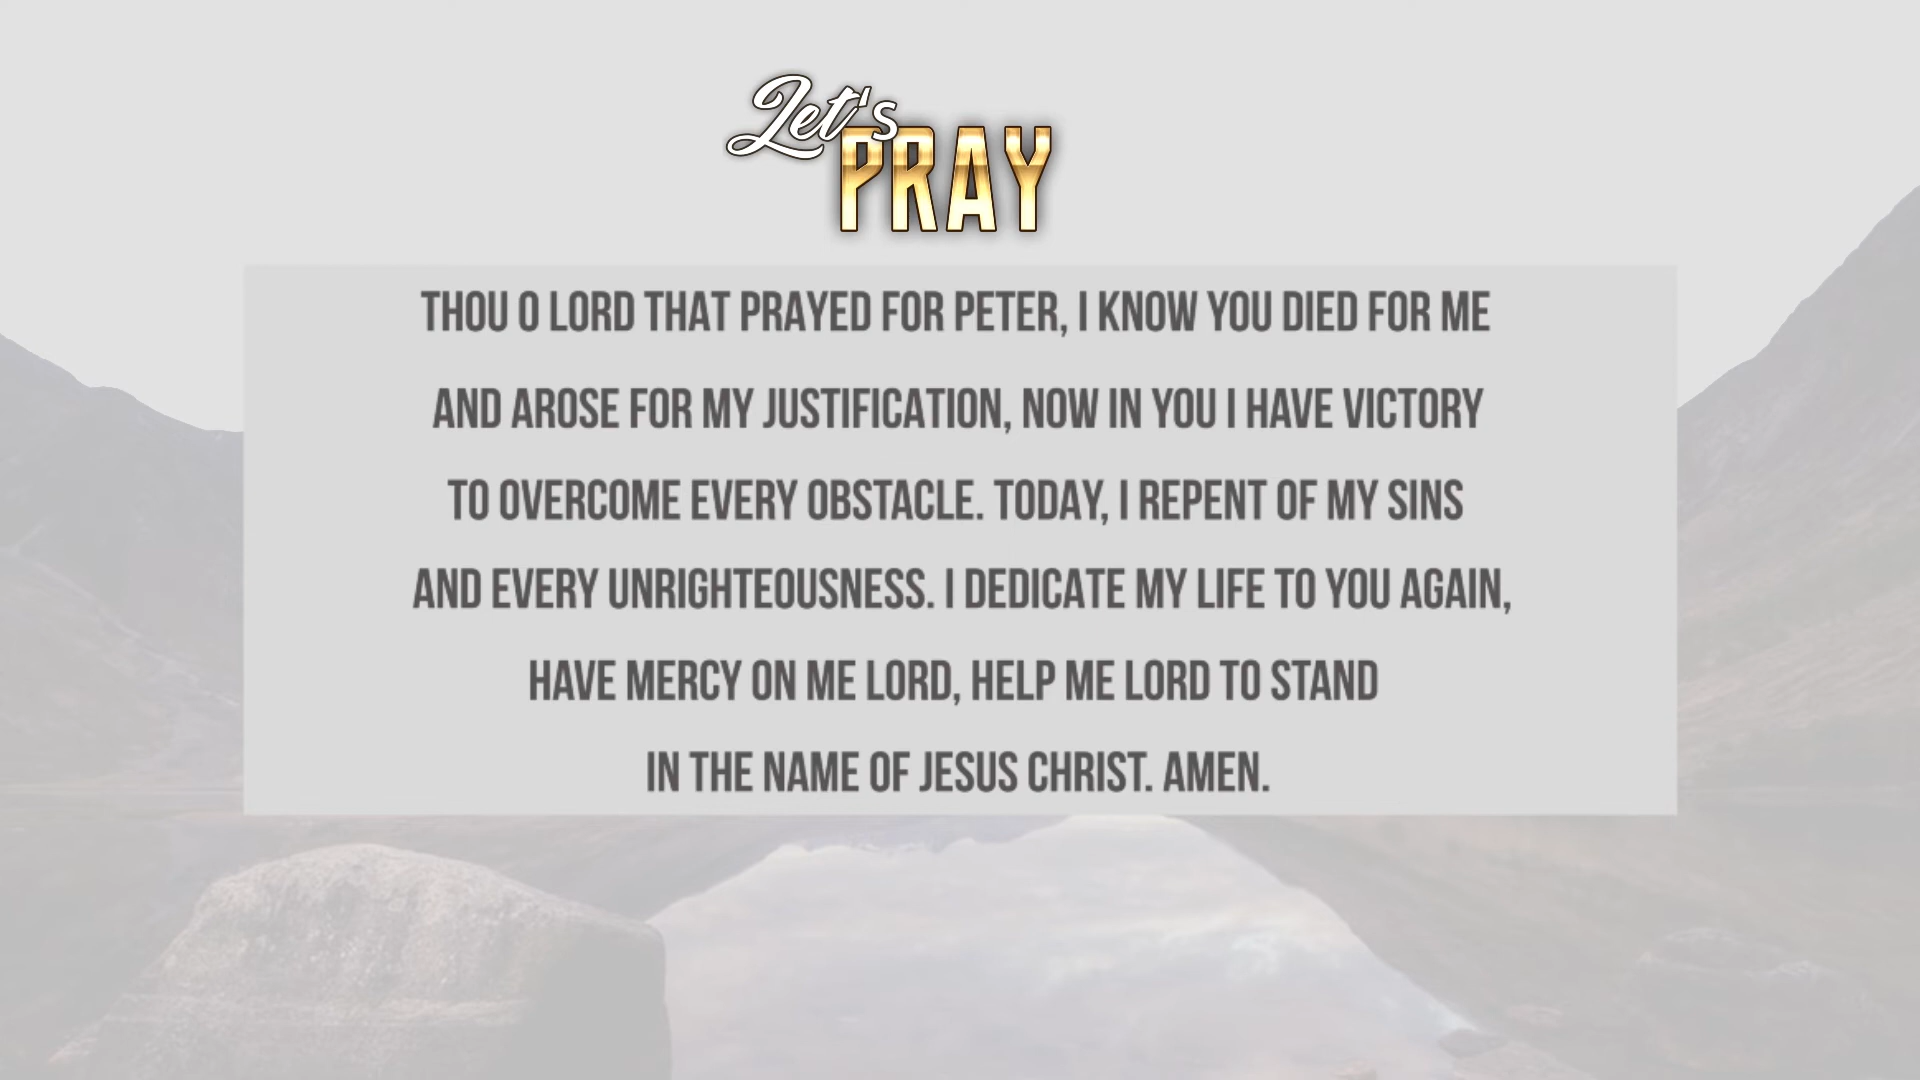 Let's
PRAY
THOU O LORD THAT PRAYED FOR PETER, I KNOW YOU DIED FOR ME
AND AROSE FOR MY JUSTIFICATION, NOW IN YOU I HAVE VICTORY
TO OVERCOME EVERY OBSTACLE. TODAY, I REPENT OF MY SINS
AND EVERY UNRIGHTEOUSNESS. I DEDICATE MY LIFE TO YOU AGAIN,
HAVE MERCY ON ME LORD, HELP ME LORD TO STAND
IN THE NAME OF JESUS CHRIST. AMEN.